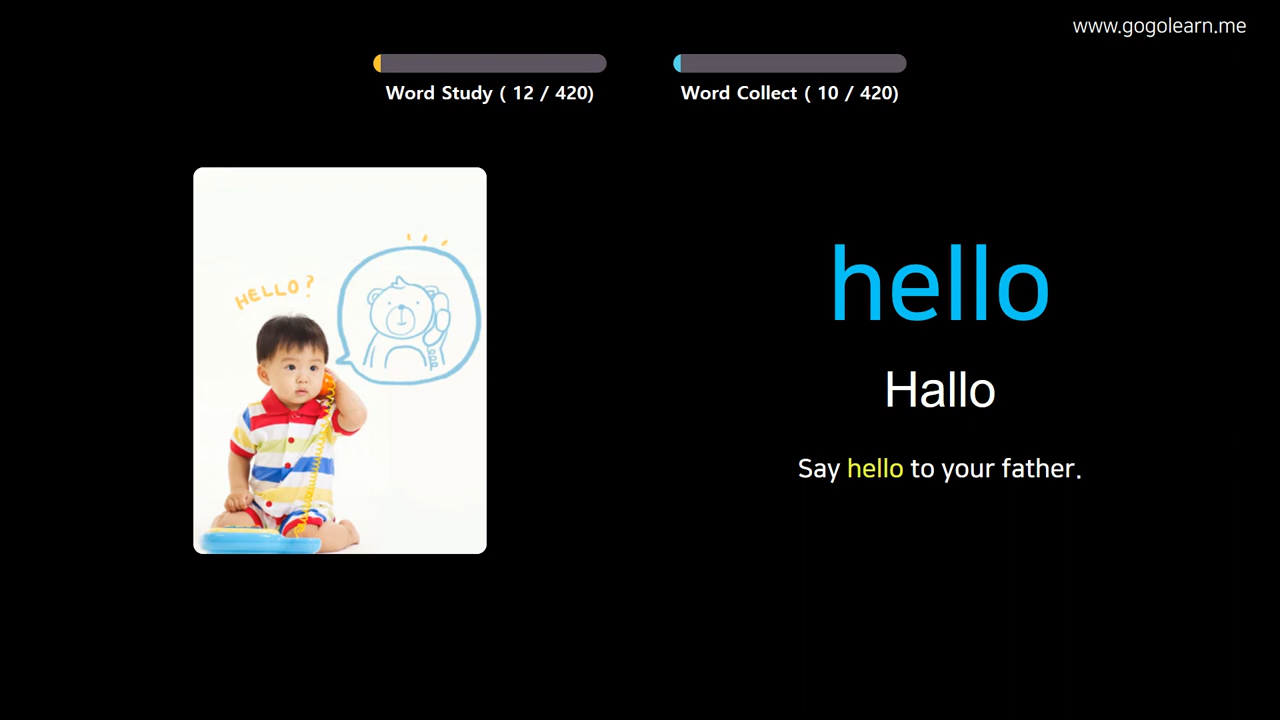 www.gogolearn.me
Word Study ( 12 / 420)
Word Collect ( 10 / 420)
HELLO?
hello
Hallo
Say hello to your father.